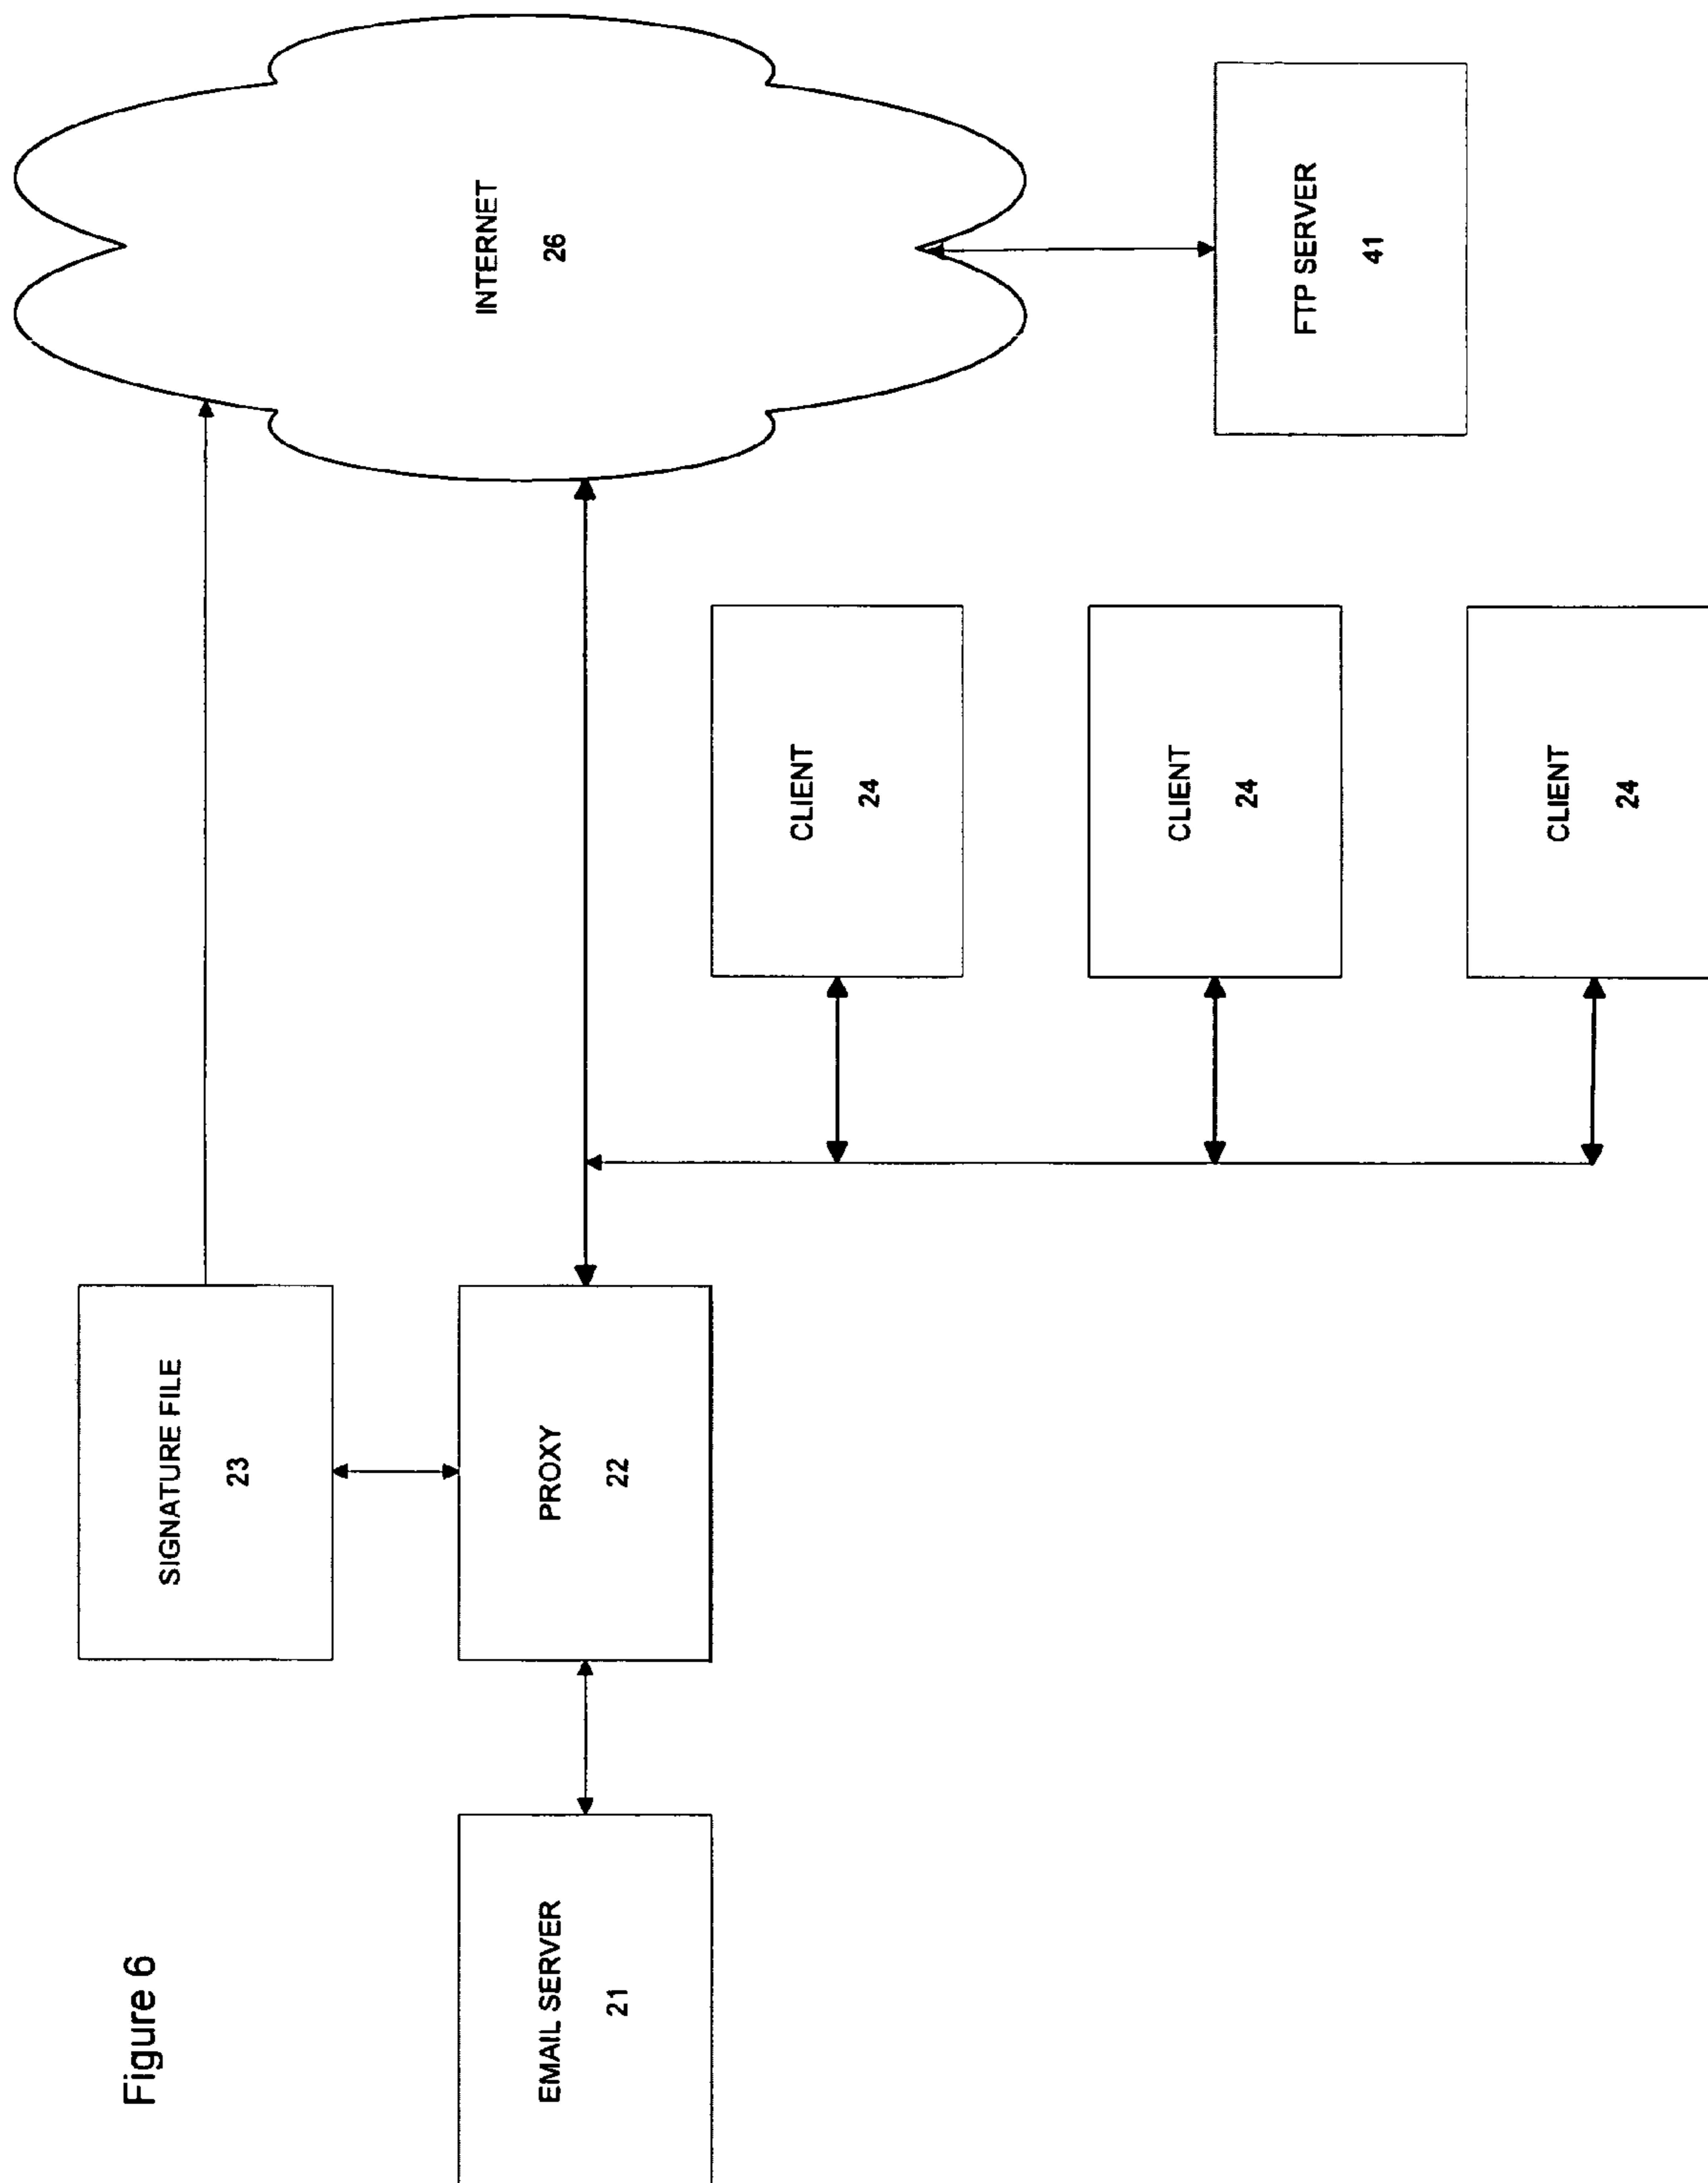 Figure 6
SIGNATURE FILE
23
EMAIL SERVER
21
PROXY
22
INTERNET
26
CLIENT
24
CLIENT
24
FTP SERVER
41
CLIENT
24